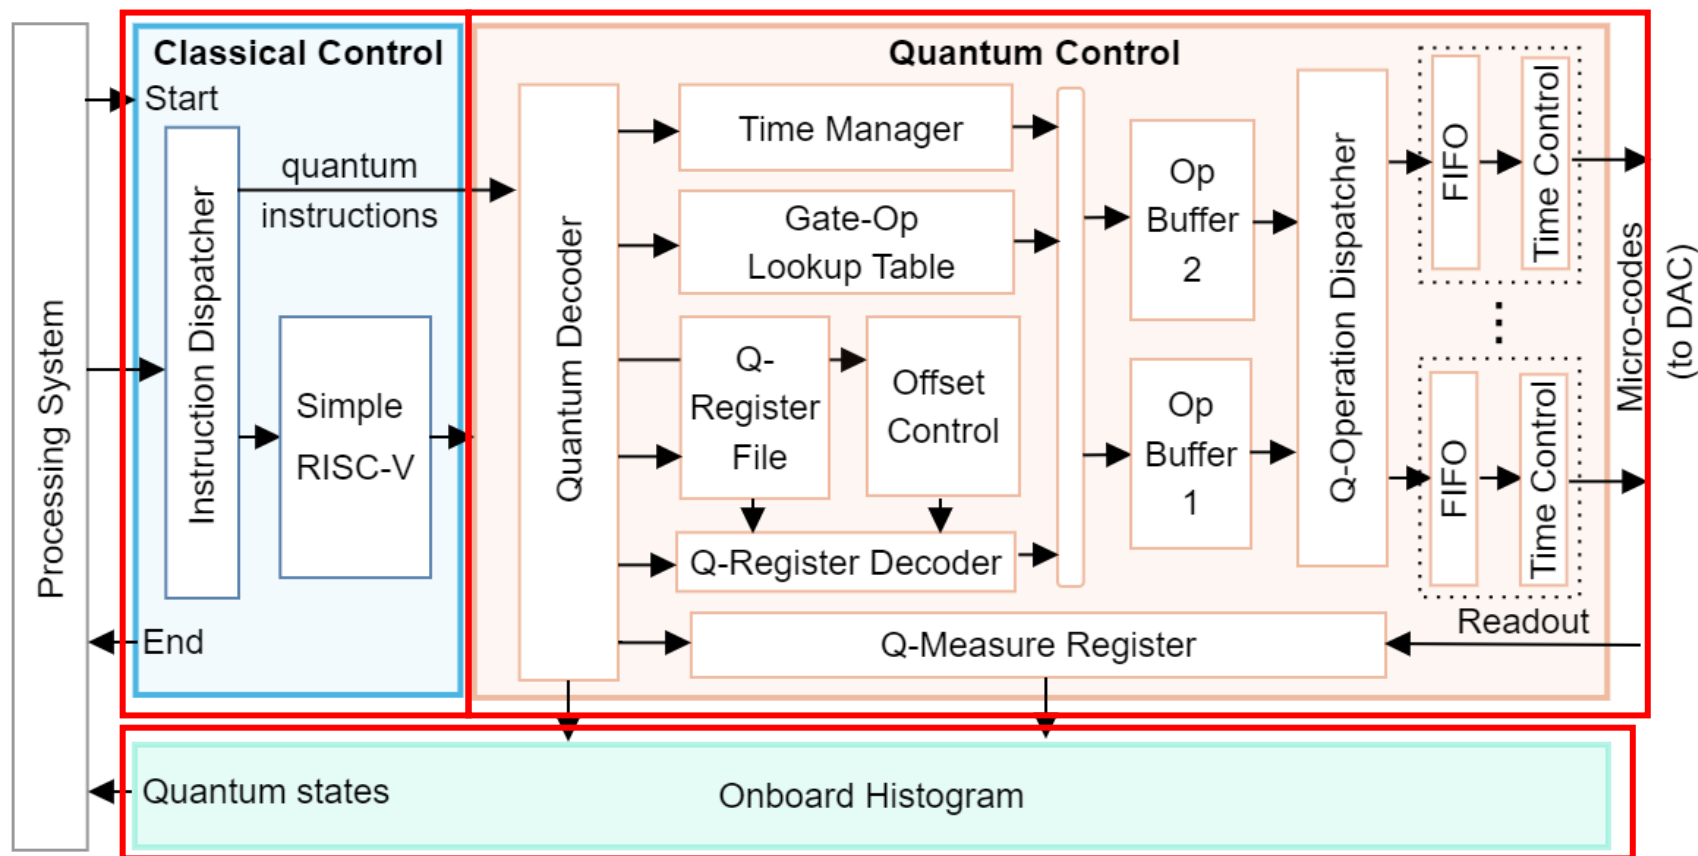 Processing System
Classical Control
Start
Instruction Dispatcher
quantum
instructions
Simple
RISC-V
End
Quantum Control
Quantum Decoder
Time Manager
Gate-Op
Lookup Table
Q-
Register
File
Offset
Control
Q-Register Decoder
Q-Measure Register
Op
Buffer
2
Op
Buffer
1
Q-Operation Dispatcher
FIFO
Time Control
⋮
FIFO
Time Control
Readout
Micro-codes
(to DAC)
Quantum states
Onboard Histogram